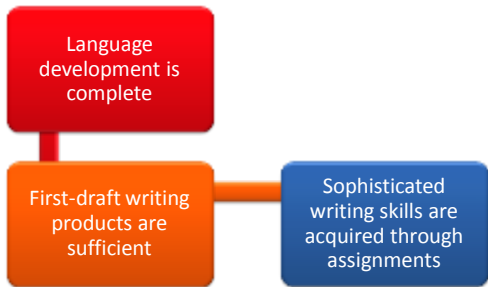 Language
development is
complete
First-draft writing
products are
sufficient
Sophisticated
writing skills are
acquired through
assignments